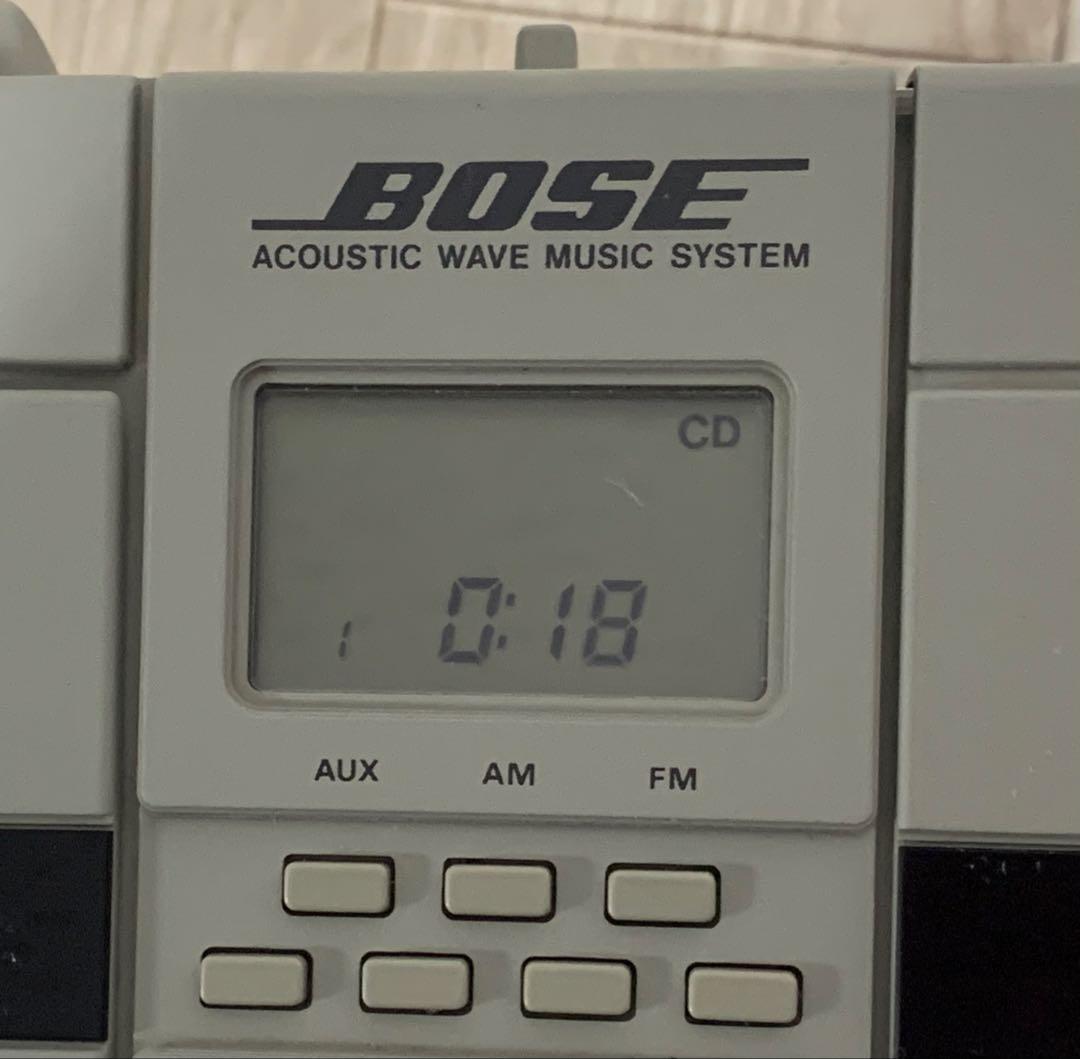 BOSE
ACOUSTIC WAVE MUSIC SYSTEM
CD
1 0:18
AUX AM FM